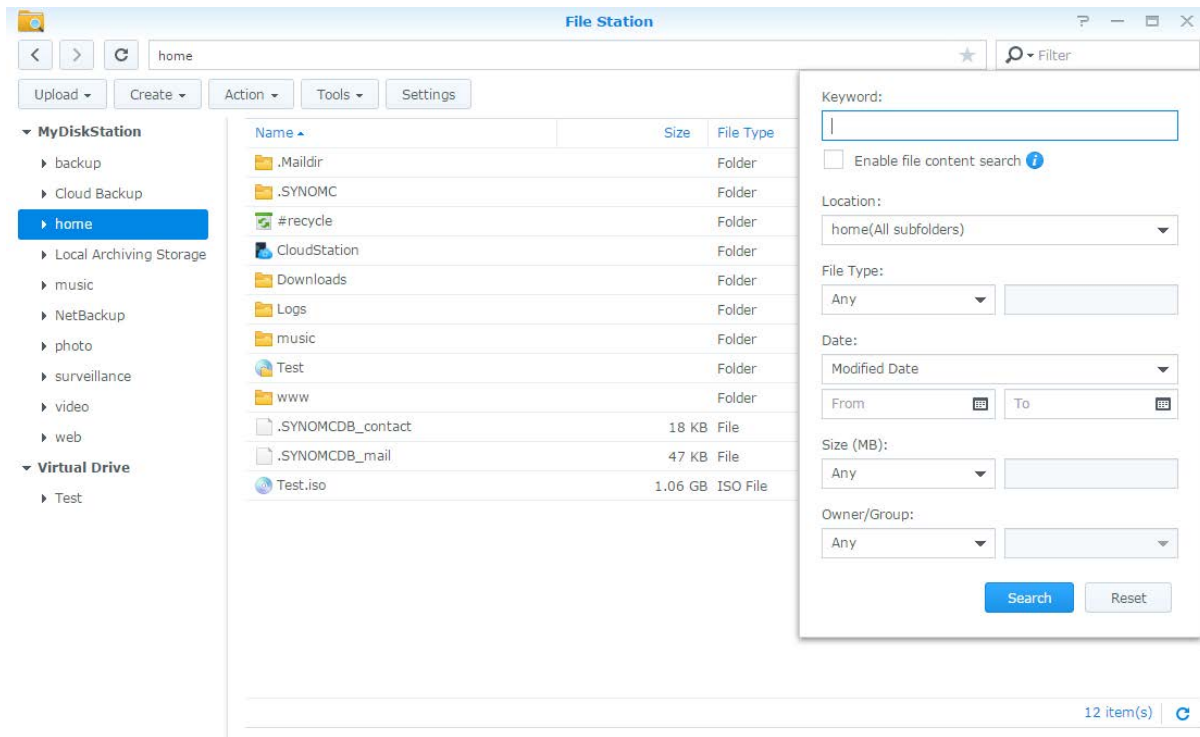 File Station
home
Filter
Upload Create Action Tools Settings
MyDiskStation
backup
Cloud Backup
home
Local Archiving Storage
music
NetBackup
photo
surveillance
video
web
Virtual Drive
Test
Name Size File Type
.Maildir Folder
.SYNOMC Folder
#recycle Folder
CloudStation Folder
Downloads Folder
Logs Folder
music Folder
Test Folder
www Folder
.SYNOMCDB_contact 18 KB File
.SYNOMCDB_mail 47 KB File
Test.iso 1.06 GB ISO File
Keyword:
Enable file content search
Location:
home(All subfolders)
File Type:
Any
Date:
Modified Date
From To
Size (MB):
Any
Owner/Group:
Any
Search Reset
12 item(s)